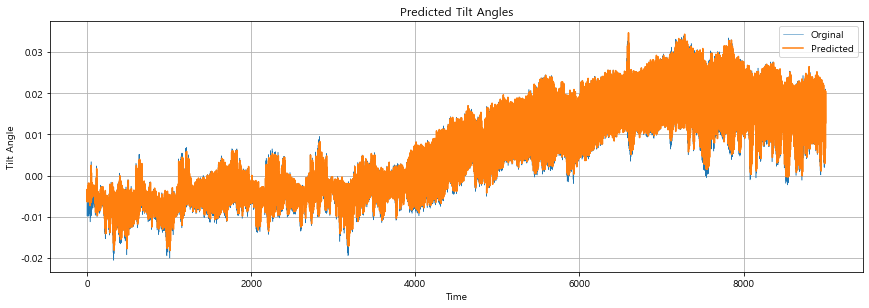 Predicted Tilt Angles
Orginal
Predicted
Tilt Angle
0.03
0.02
0.01
0.00
-0.01
-0.02
0
2000
4000
6000
8000
Time